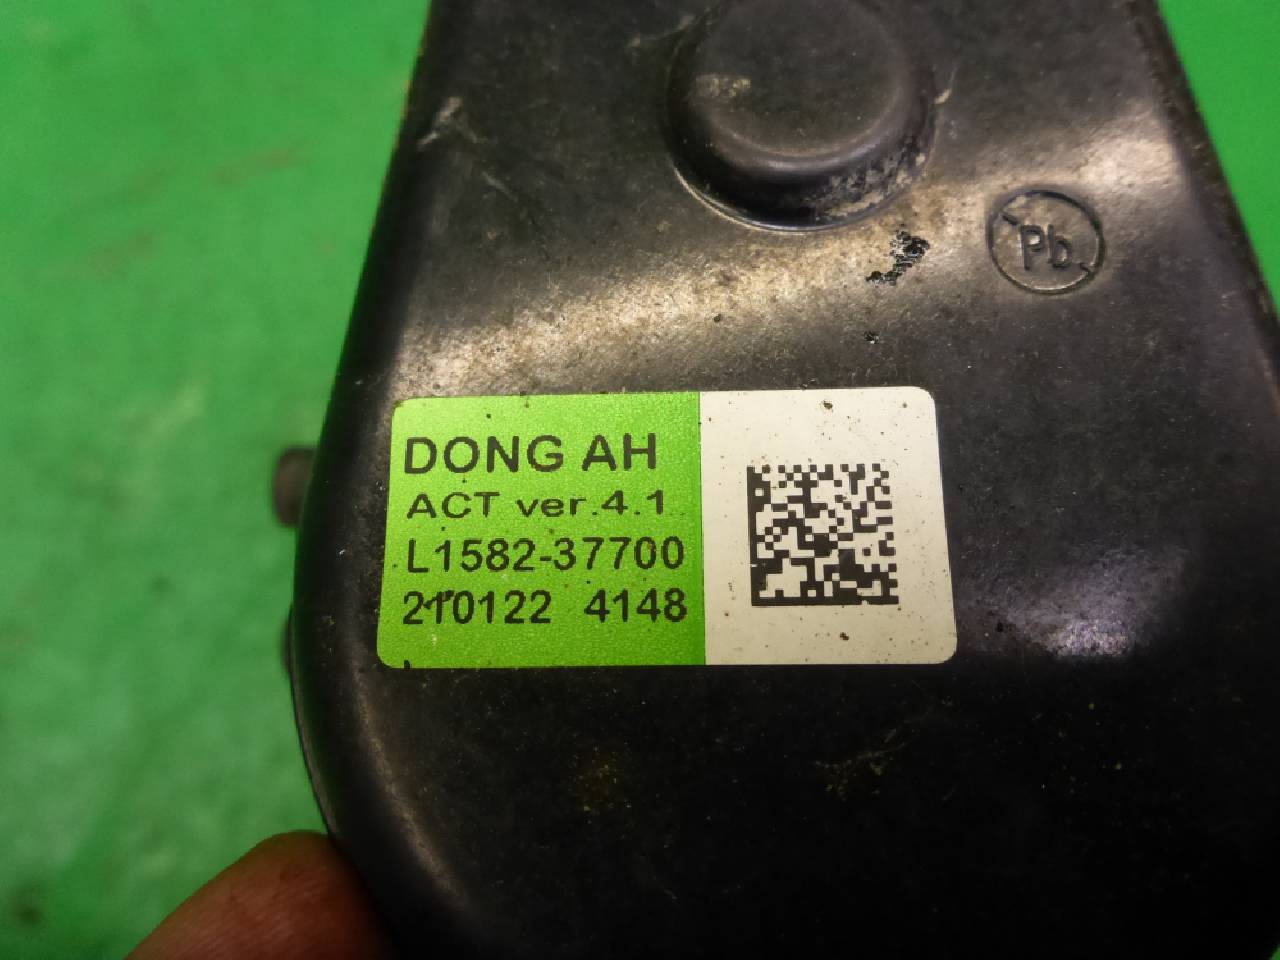 Pb
DONG AH
ACT ver.4.1
L1582-37700
210122 4148